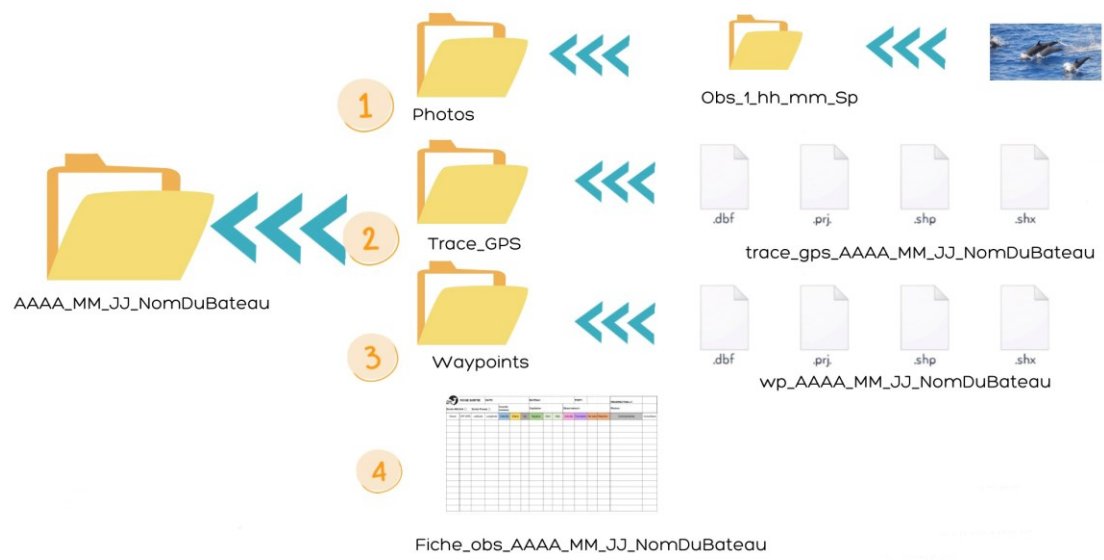 1
Photos
Obs_1_hh_mm_Sp
2
Trace_GPS
.dbf
.prj.
.shp
.shx
trace_gps_AAAA_MM_JJ_NomDuBateau
AAAA_MM_JJ_NomDuBateau
3
Waypoints
.dbf
.prj.
.shp
.shx
wp_AAAA_MM_JJ_NomDuBateau
4
Fiche_obs_AAAA_MM_JJ_NomDuBateau